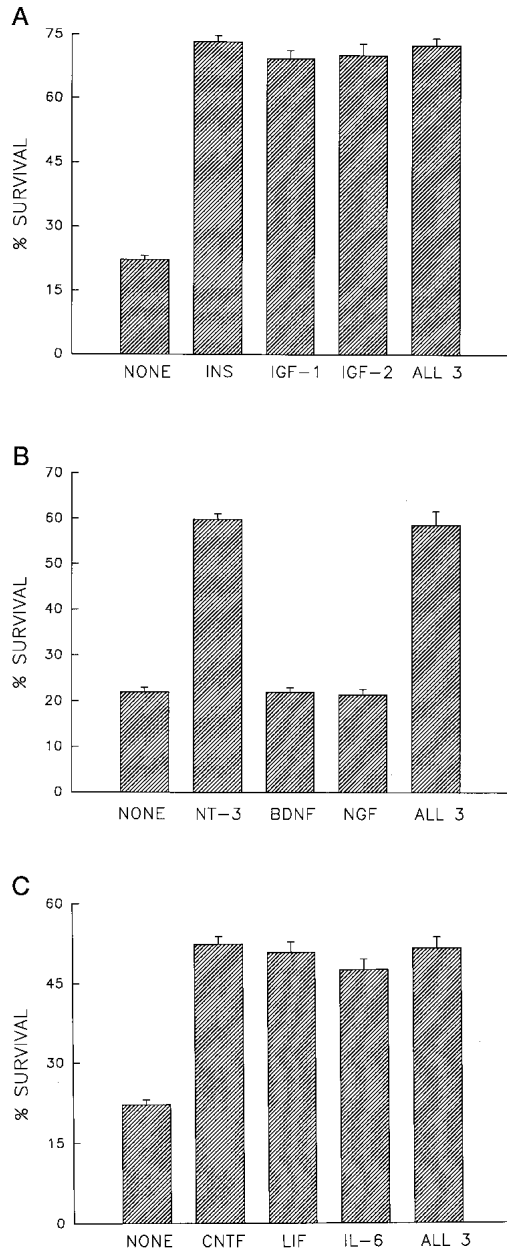 A
% SURVIVAL
75
60
45
30
15
0
NONE INS IGF-1 IGF-2 ALL 3
B
% SURVIVAL
70
60
50
40
30
20
10
0
NONE NT-3 BDNF NGF ALL 3
C
% SURVIVAL
60
45
30
15
0
NONE CNTF LIF IL-6 ALL 3